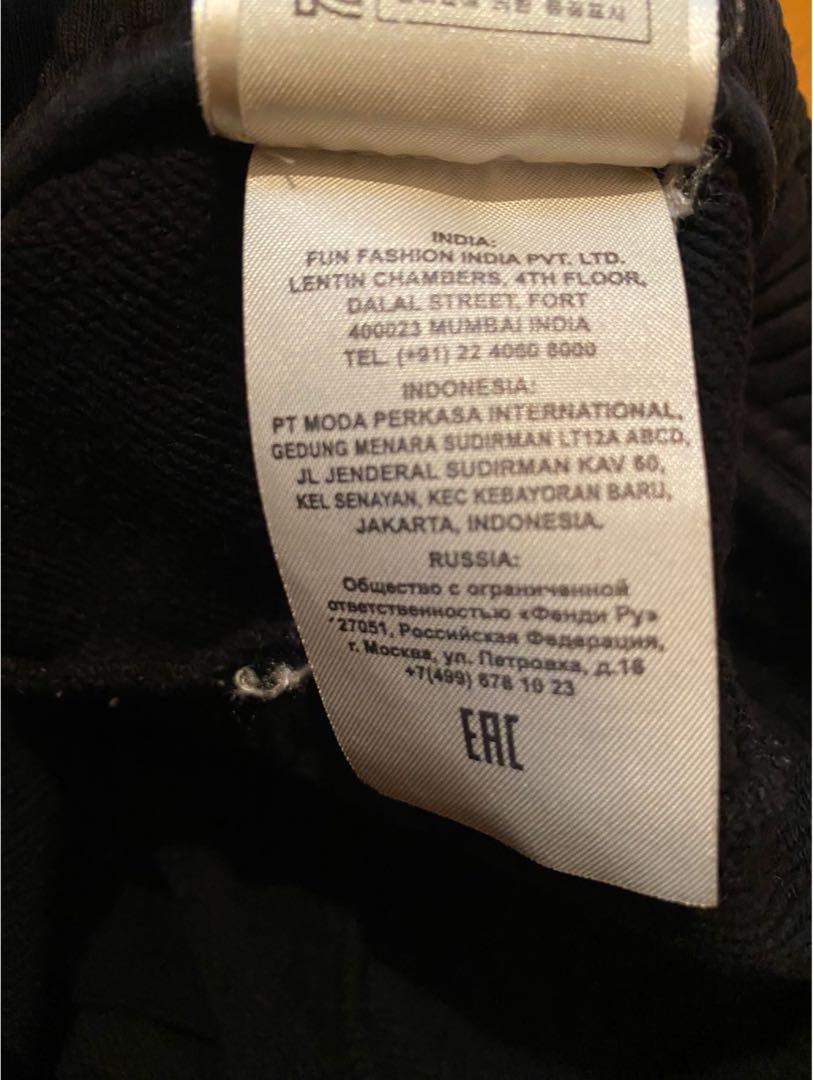 INDIA:
FUN FASHION INDIA PVT. LTD.
LENTIN CHAMBERS, 4TH FLOOR,
DALAL STREET, FORT
400023 MUMBAI INDIA
TEL. (+91) 22 4060 8000
INDONESIA:
PT MODA PERKASA INTERNATIONAL,
GEDUNG MENARA SUDIRMAN LT12A ABCD,
JL JENDERAL SUDIRMAN KAV 60,
KEL SENAYAN, KEC KEBAYORAN BARU,
JAKARTA, INDONESIA.
RUSSIA:
Общество с ограниченной
ответственностью «Фенди Ру»
127051, Российская Федерация,
г. Москва, ул. Петровка, д.16
+7(499) 678 10 23
EAC